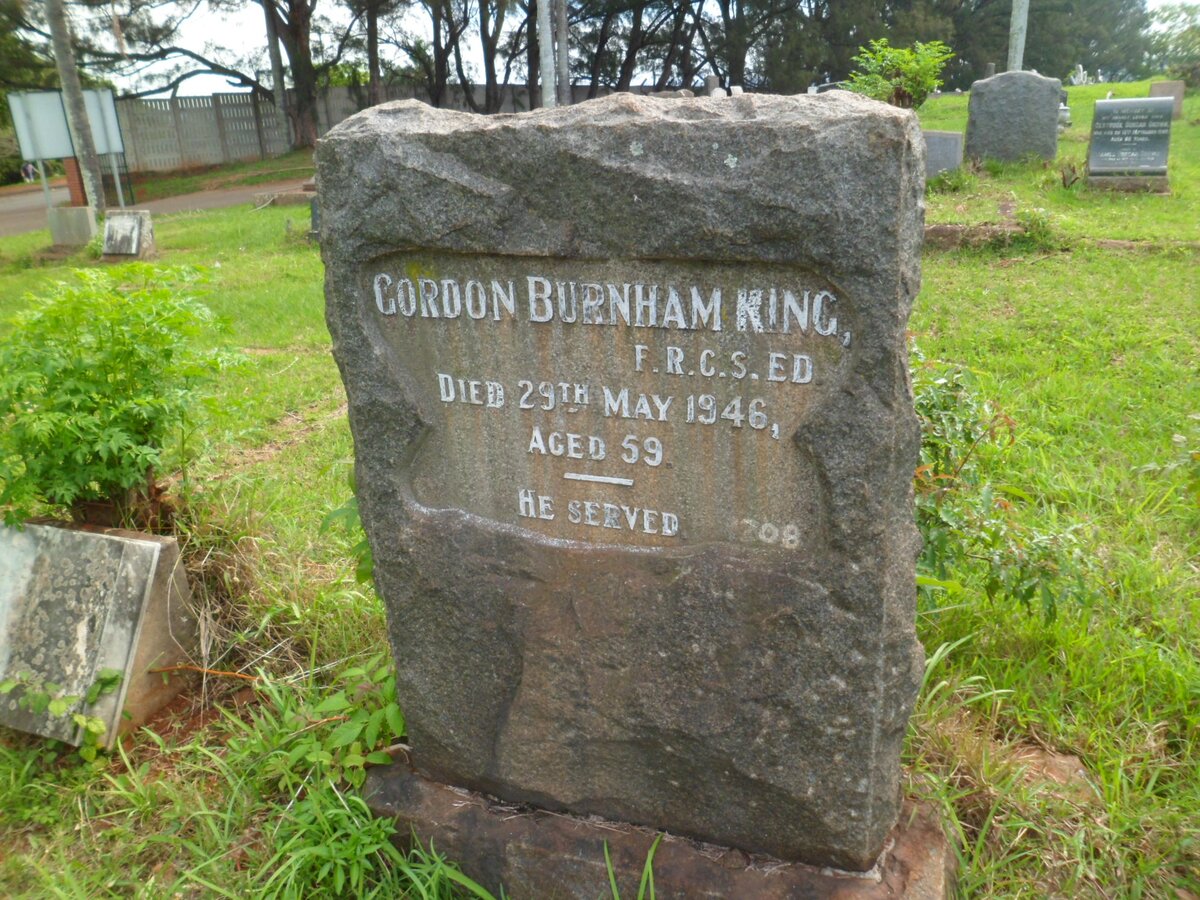 GORDON BURNHAM KING,
F.R.C.S.ED
DIED 29TH MAY 1946,
AGED 59
HE SERVED